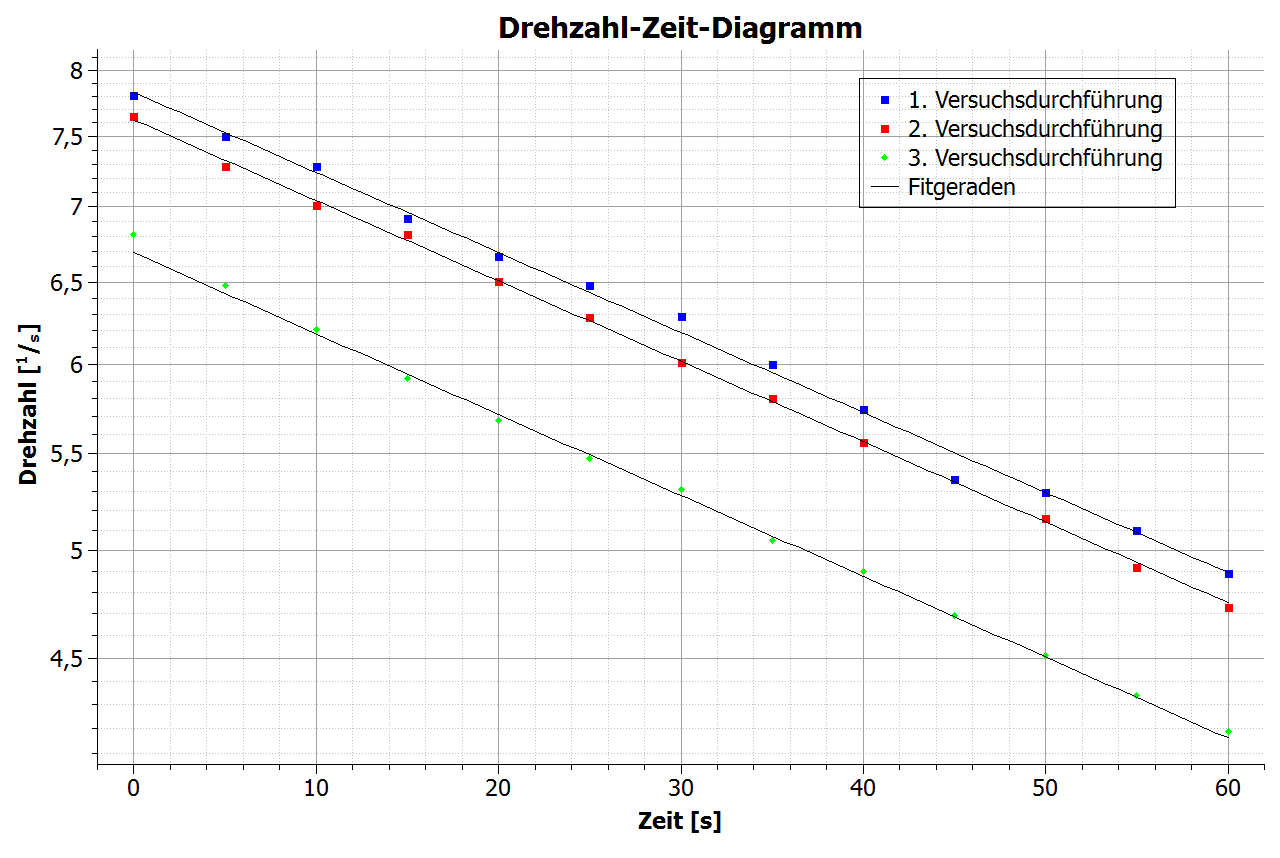 Drehzahl-Zeit-Diagramm
8
7,5
7
6,5
6
5,5
5
4,5
Drehzahl [¹/ₛ]
1. Versuchsdurchführung
2. Versuchsdurchführung
3. Versuchsdurchführung
Fitgeraden
0 10 20 30 40 50 60
Zeit [s]